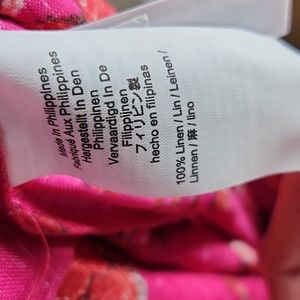 Made In Philippines
Fabriqué Aux Philippines
Hergestellt In Den
Philippinen
Vervaardigd In De
Filippijnen
フィリピン製
hecho en filipinas
100% Linen / Lin / Leinen /
Linnen / 麻 / lino